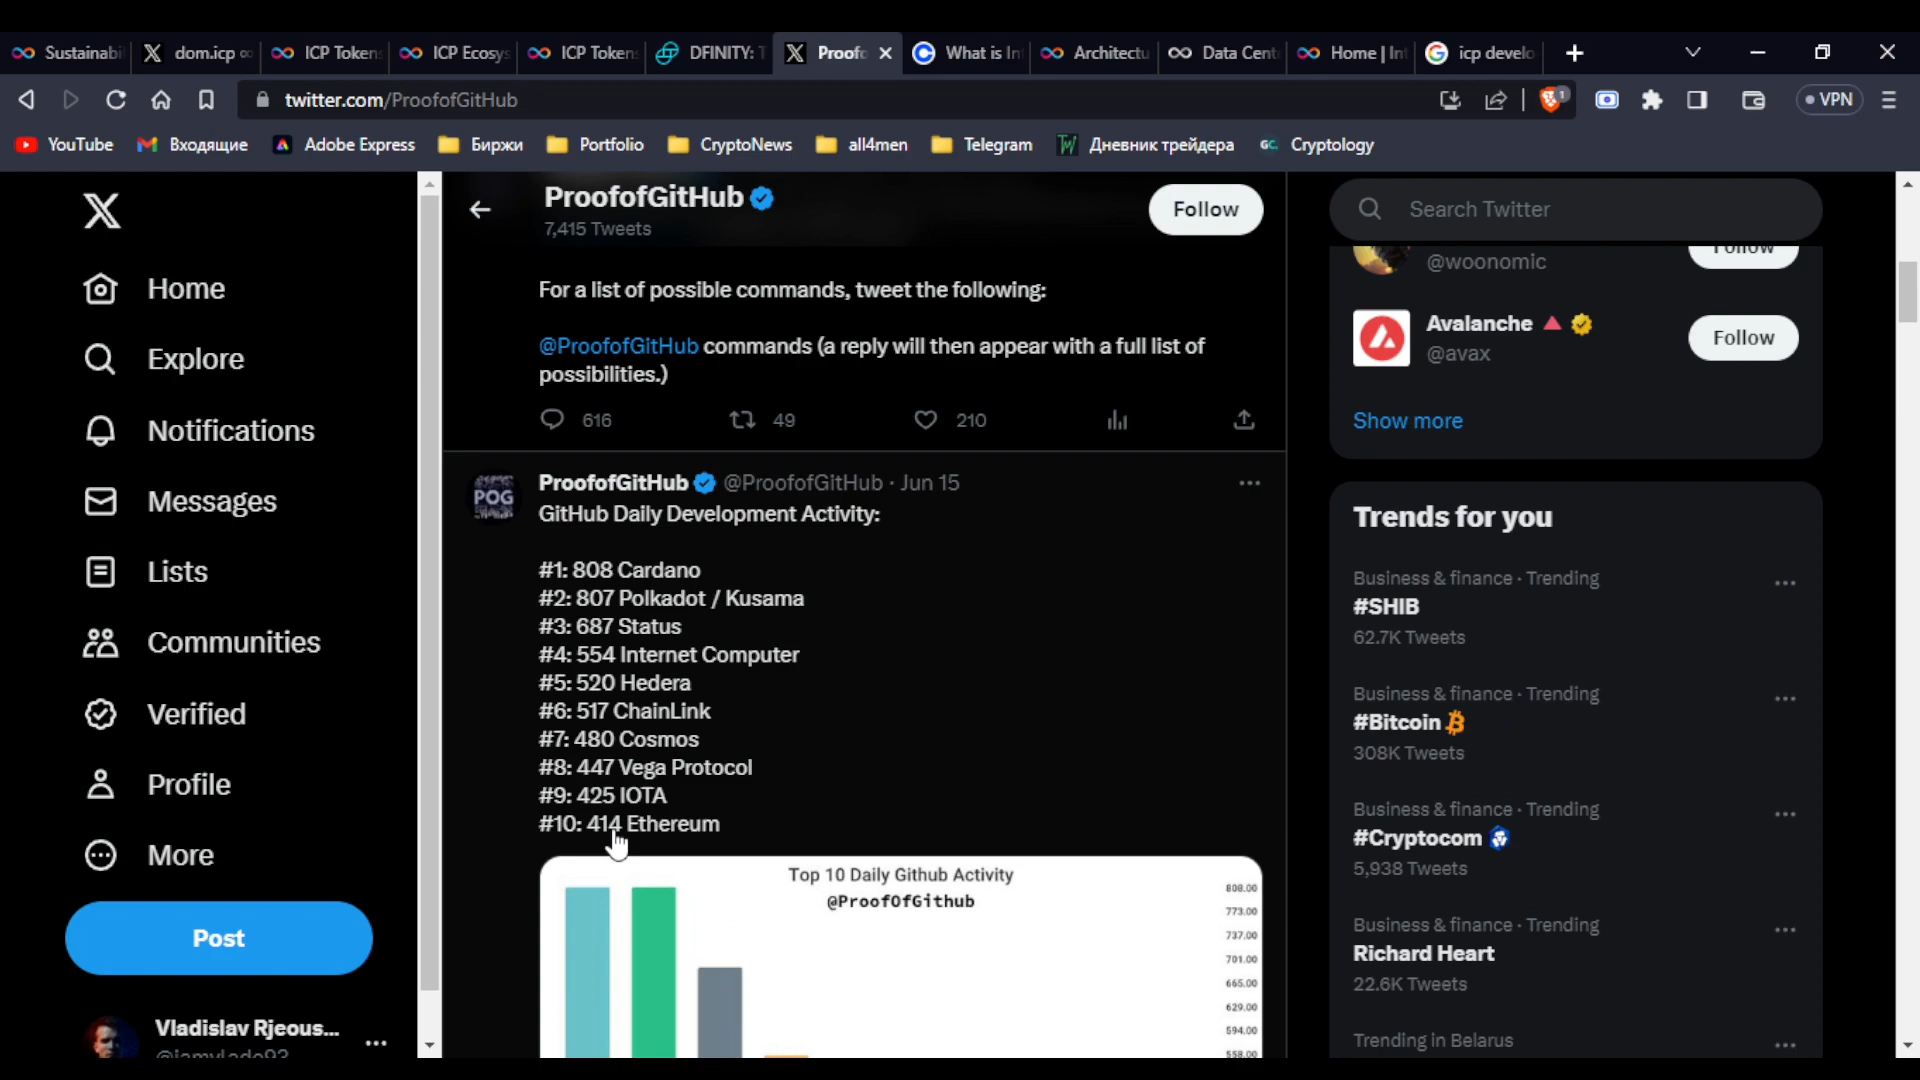 Sustainabi
dom.icp
ICP Token
ICP Ecosys
ICP Token
DFINITY: T
Proofo
What is In
Architectu
Data Cent
Home | Int
icp develo
twitter.com/ProofofGitHub
1
VPN
YouTube
Входящие
Adobe Express
Биржи
Portfolio
CryptoNews
all4men
Telegram
Дневник трейдера
Cryptology
Home
Explore
Notifications
Messages
Lists
Communities
Verified
Profile
More
Post
Vladislav Rjeous...
ProofofGitHub
7,415 Tweets
Follow
For a list of possible commands, tweet the following:
@ProofofGitHub commands (a reply will then appear with a full list of
possibilities.)
616
49
210
POG
ProofofGitHub @ProofofGitHub · Jun 15
GitHub Daily Development Activity:
#1: 808 Cardano
#2: 807 Polkadot / Kusama
#3: 687 Status
#4: 554 Internet Computer
#5: 520 Hedera
#6: 517 ChainLink
#7: 480 Cosmos
#8: 447 Vega Protocol
#9: 425 IOTA
#10: 414 Ethereum
Top 10 Daily Github Activity
@ProofOfGithub
808.00
773.00
737.00
701.00
665.00
629.00
594.00
558.00
Search Twitter
@woonomic
Follow
Avalanche
@avax
Follow
Show more
Trends for you
Business & finance · Trending
#SHIB
62.7K Tweets
Business & finance · Trending
#Bitcoin
308K Tweets
Business & finance · Trending
#Cryptocom
5,938 Tweets
Business & finance · Trending
Richard Heart
22.6K Tweets
Trending in Belarus